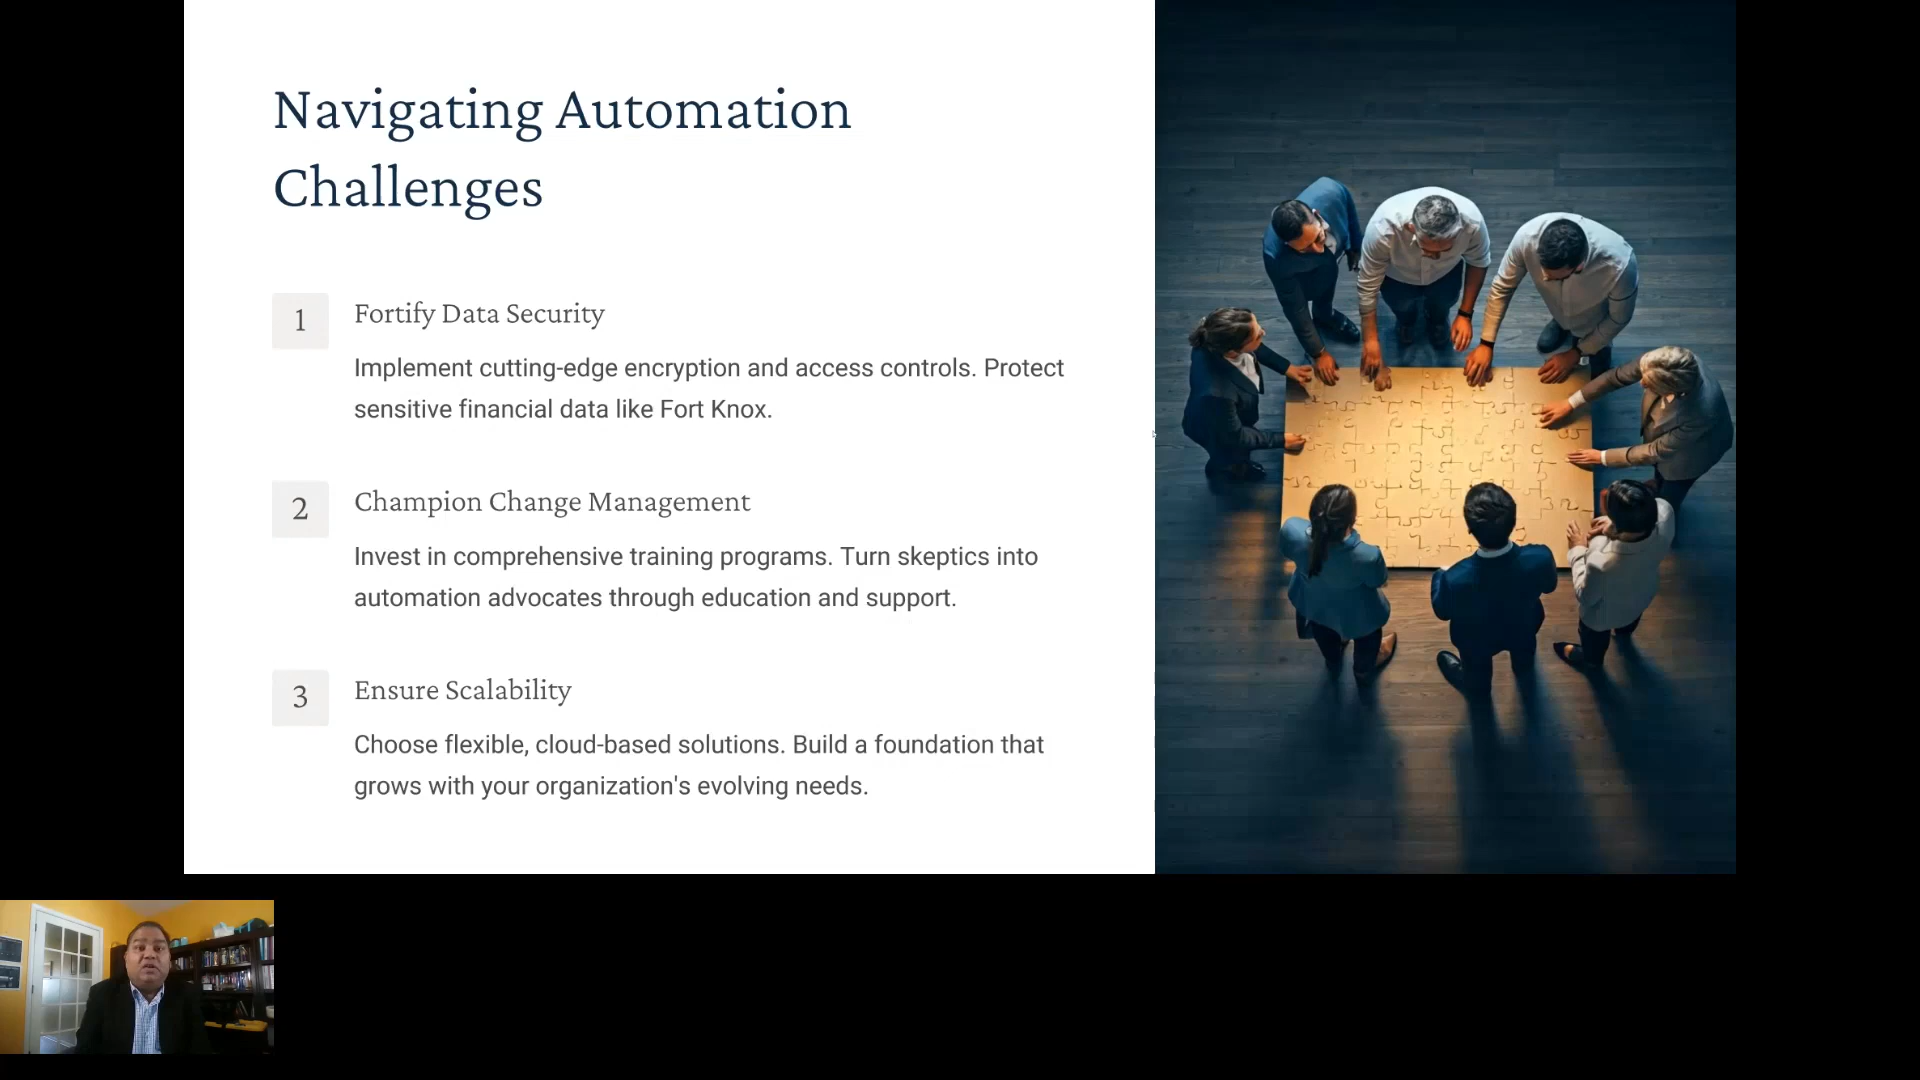 Navigating Automation
Challenges
1
Fortify Data Security
Implement cutting-edge encryption and access controls. Protect
sensitive financial data like Fort Knox.
2
Champion Change Management
Invest in comprehensive training programs. Turn skeptics into
automation advocates through education and support.
3
Ensure Scalability
Choose flexible, cloud-based solutions. Build a foundation that
grows with your organization's evolving needs.